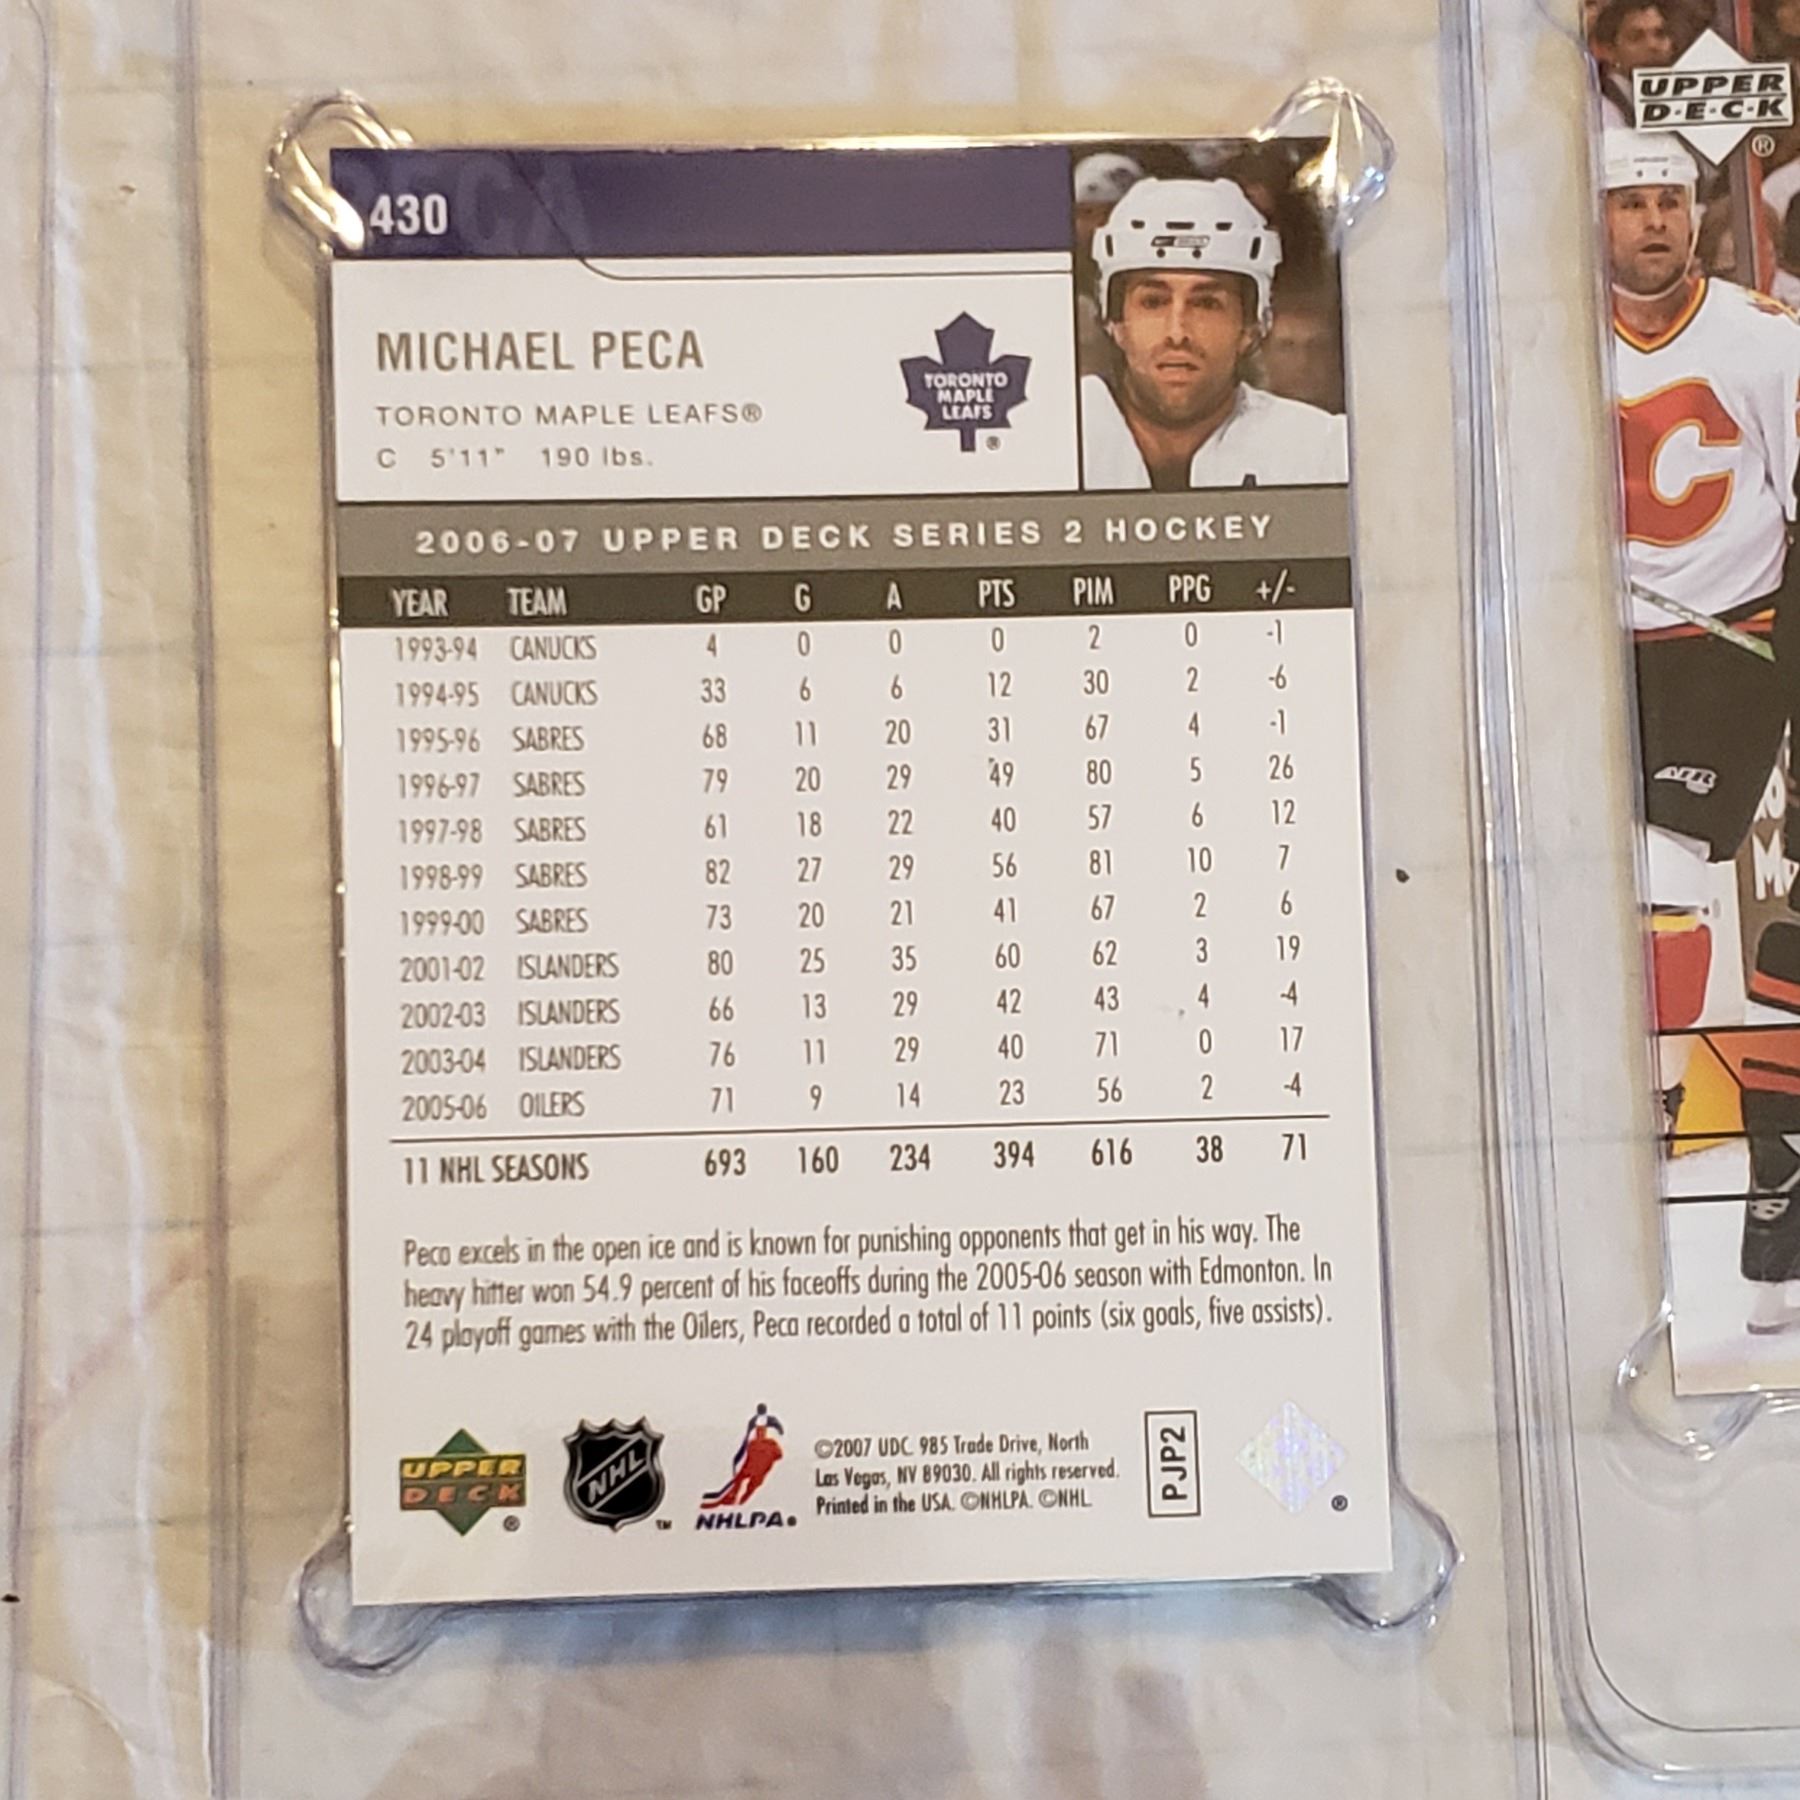 430
PECA
MICHAEL PECA
TORONTO MAPLE LEAFS®
C 5'11" 190 lbs.
TORONTO
MAPLE
LEAFS
®
2006-07 UPPER DECK SERIES 2 HOCKEY
YEAR TEAM GP G A PTS PIM PPG +/-
1993-94 CANUCKS 4 0 0 0 2 0 -1
1994-95 CANUCKS 33 6 6 12 30 2 -6
1995-96 SABRES 68 11 20 31 67 4 -1
1996-97 SABRES 79 20 29 49 80 5 26
1997-98 SABRES 61 18 22 40 57 6 12
1998-99 SABRES 82 27 29 56 81 10 7
1999-00 SABRES 73 20 21 41 67 2 6
2001-02 ISLANDERS 80 25 35 60 62 3 19
2002-03 ISLANDERS 66 13 29 42 43 4 -4
2003-04 ISLANDERS 76 11 29 40 71 0 17
2005-06 OILERS 71 9 14 23 56 2 -4
11 NHL SEASONS 693 160 234 394 616 38 71
Peca excels in the open ice and is known for punishing opponents that get in his way. The
heavy hitter won 54.9 percent of his faceoffs during the 2005-06 season with Edmonton. In
24 playoff games with the Oilers, Peca recorded a total of 11 points (six goals, five assists).
UPPER
DECK
®
NHL
TM
NHLPA
©2007 UDC. 985 Trade Drive, North
Las Vegas, NV 89030. All rights reserved.
Printed in the USA. ©NHLPA. ©NHL
PJP2
®
UPPER
D·E·C·K
®
C